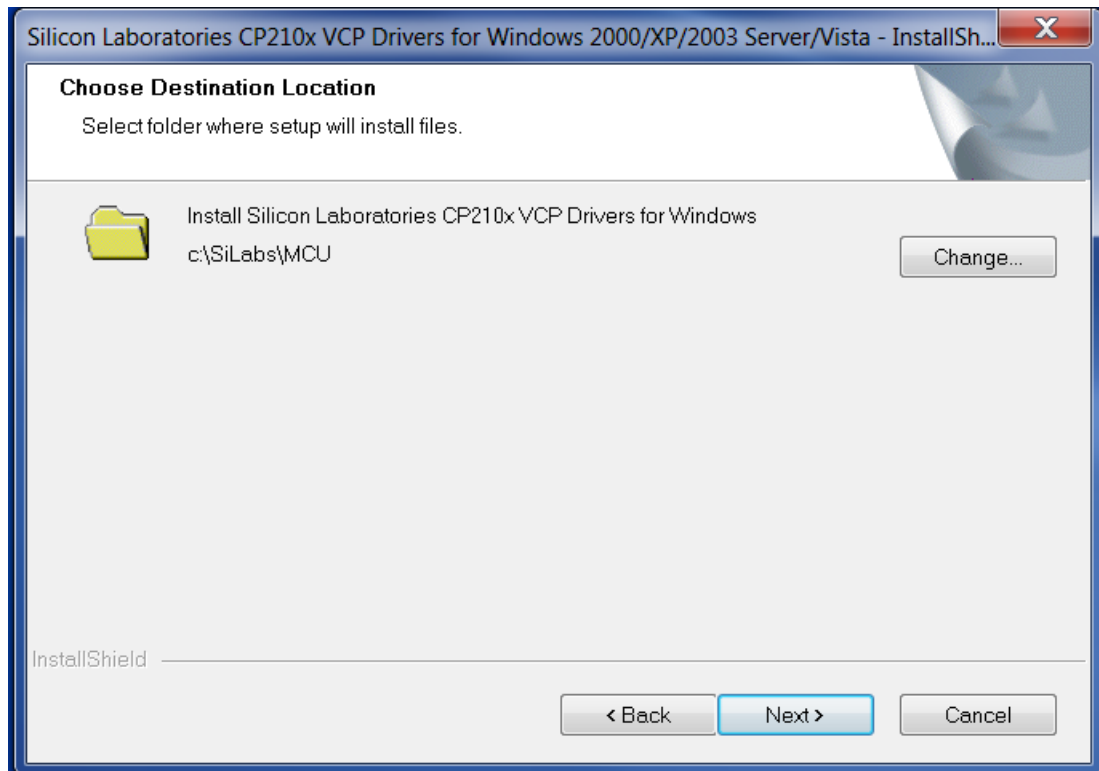 Silicon Laboratories CP210x VCP Drivers for Windows 2000/XP/2003 Server/Vista - InstallSh...
Choose Destination Location
Select folder where setup will install files.
Install Silicon Laboratories CP210x VCP Drivers for Windows
c:\SiLabs\MCU
Change...
InstallShield
< Back
Next >
Cancel